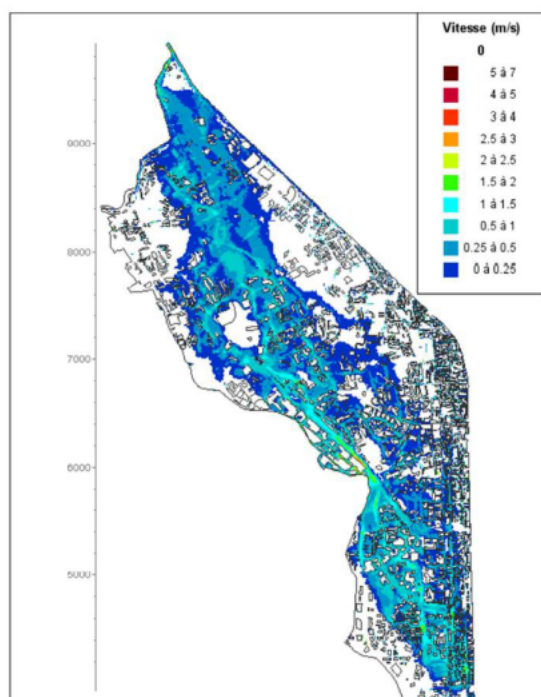 Vitesse (m/s)
0
5 à 7
4 à 5
3 à 4
2.5 à 3
2 à 2.5
1.5 à 2
1 à 1.5
0.5 à 1
0.25 à 0.5
0 à 0.25
9000
8000
7000
6000
5000